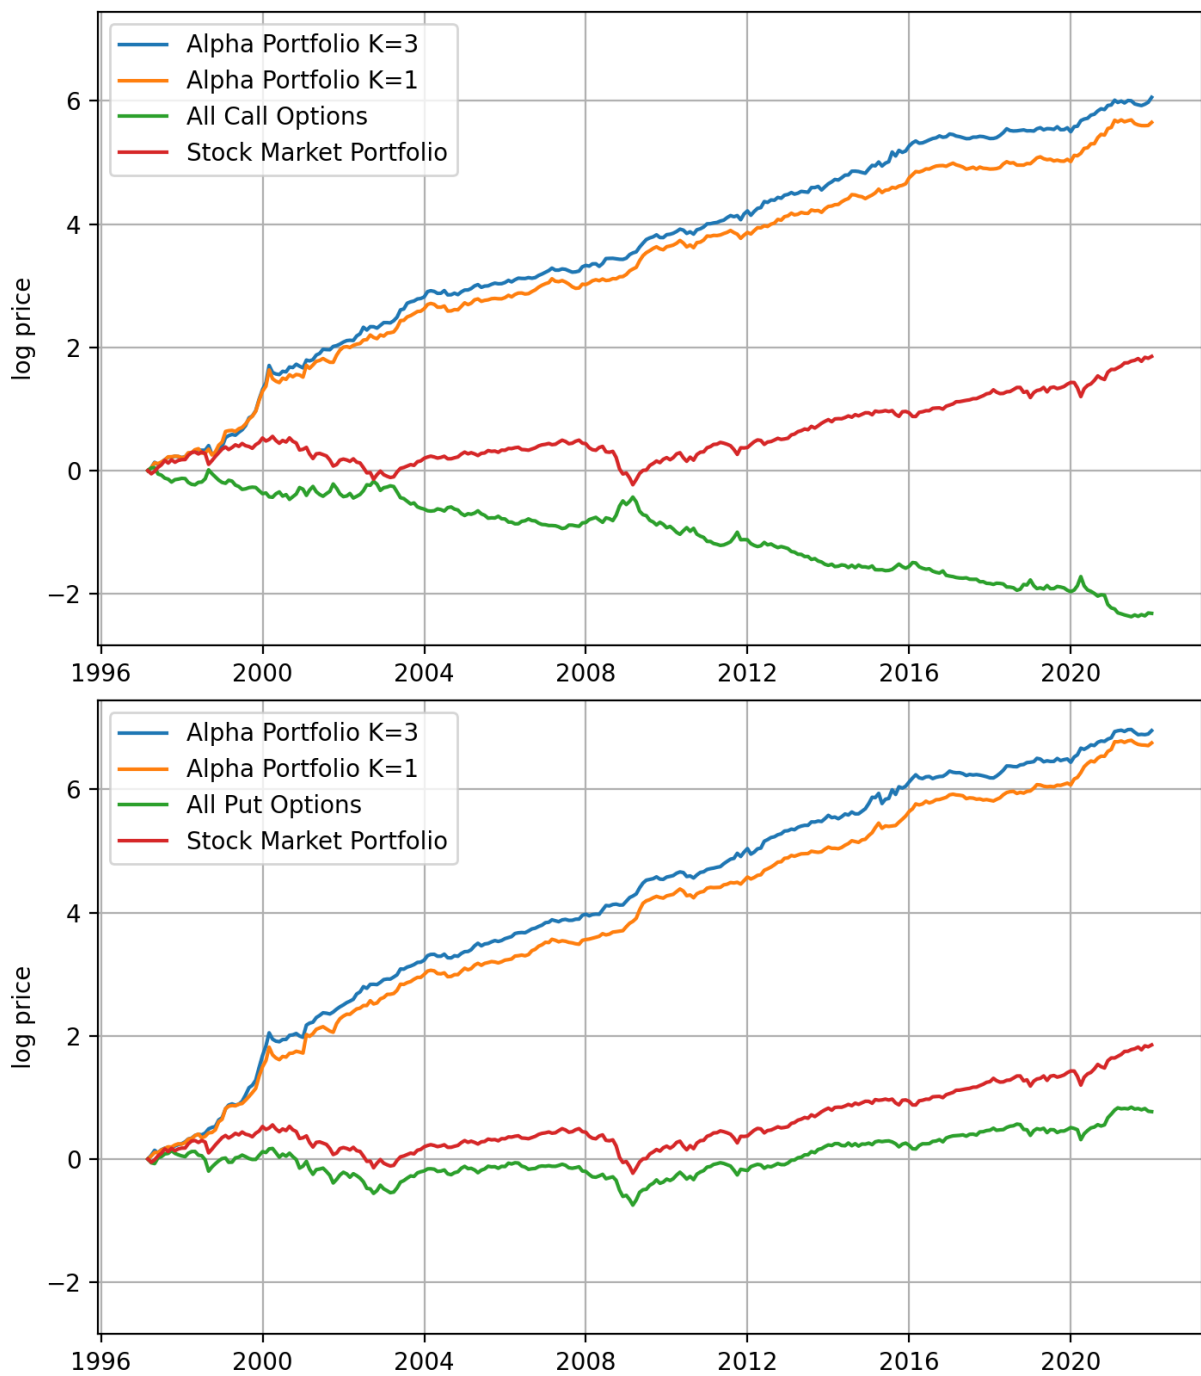 Alpha Portfolio K=3
Alpha Portfolio K=1
All Call Options
Stock Market Portfolio
log price
6
4
2
0
−2
1996 2000 2004 2008 2012 2016 2020
Alpha Portfolio K=3
Alpha Portfolio K=1
All Put Options
Stock Market Portfolio
log price
6
4
2
0
−2
1996 2000 2004 2008 2012 2016 2020